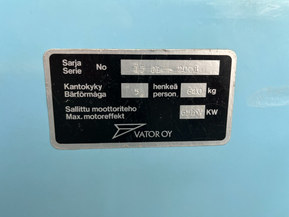 Sarja
Serie No
Kantokyky henkeä
Bärförmåga 5 person. kg
Sallittu moottoriteho
Max. motoreffekt KW
VATOR OY